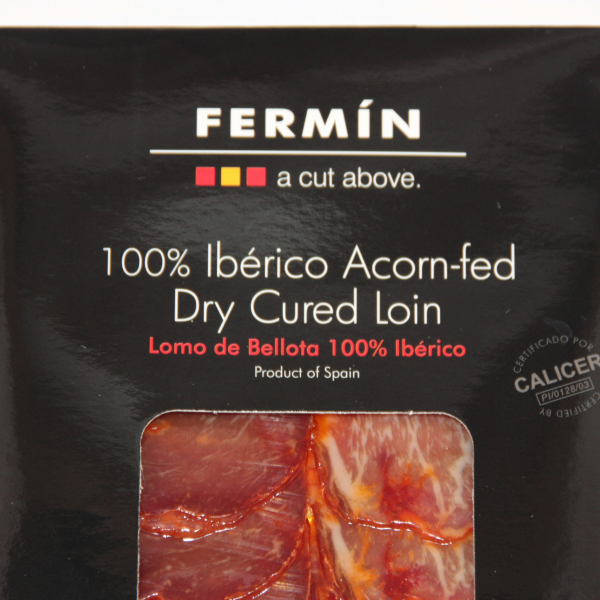 FERMÍN
a cut above.
100% Ibérico Acorn-fed
Dry Cured Loin
Lomo de Bellota 100% Ibérico
Product of Spain
CERTIFICADO POR
CALICER
PI/0128/03
CERTIFIED BY